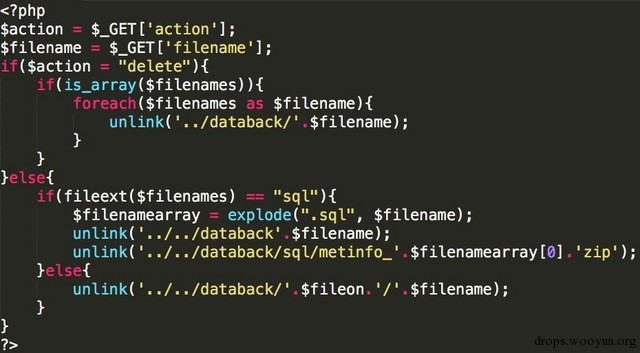 <?php
$action = $_GET['action'];
$filename = $_GET['filename'];
if($action = "delete"){
    if(is_array($filenames)){
        foreach($filenames as $filename){
            unlink('../databack/'.$filename);
        }
    }
}else{
    if(fileext($filenames) == "sql"){
        $filenamearray = explode(".sql", $filename);
        unlink('../../databack'.$filename);
        unlink('../../databack/sql/metinfo_'.$filenamearray[0].'zip');
    }else{
        unlink('../../databack/'.$fileon.'/'.$filename);
    }
}
?>
drops.wooyun.org